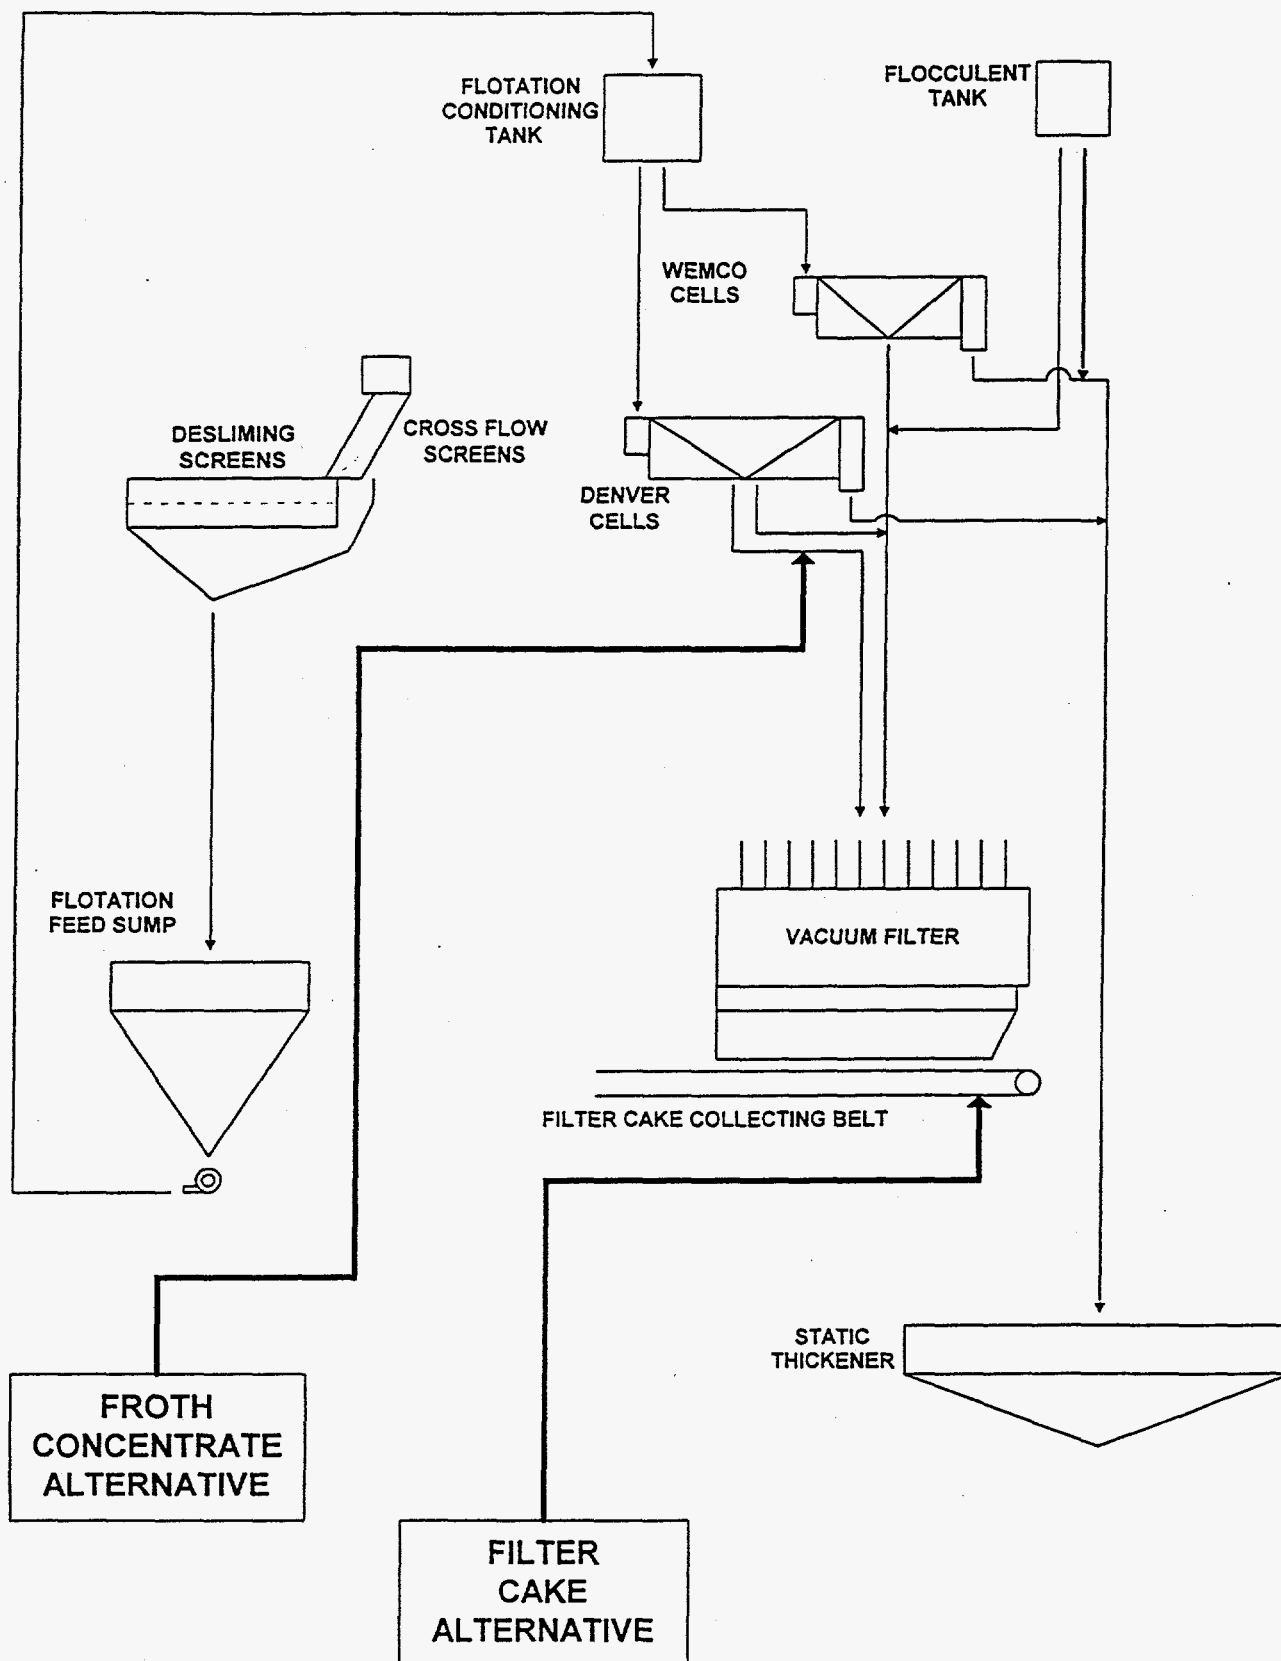 FLOTATION
CONDITIONING
TANK
FLOCCULENT
TANK
WEMCO
CELLS
DESLIMING
SCREENS
CROSS FLOW
SCREENS
DENVER
CELLS
FLOTATION
FEED SUMP
VACUUM FILTER
FILTER CAKE COLLECTING BELT
STATIC
THICKENER
FROTH
CONCENTRATE
ALTERNATIVE
FILTER
CAKE
ALTERNATIVE